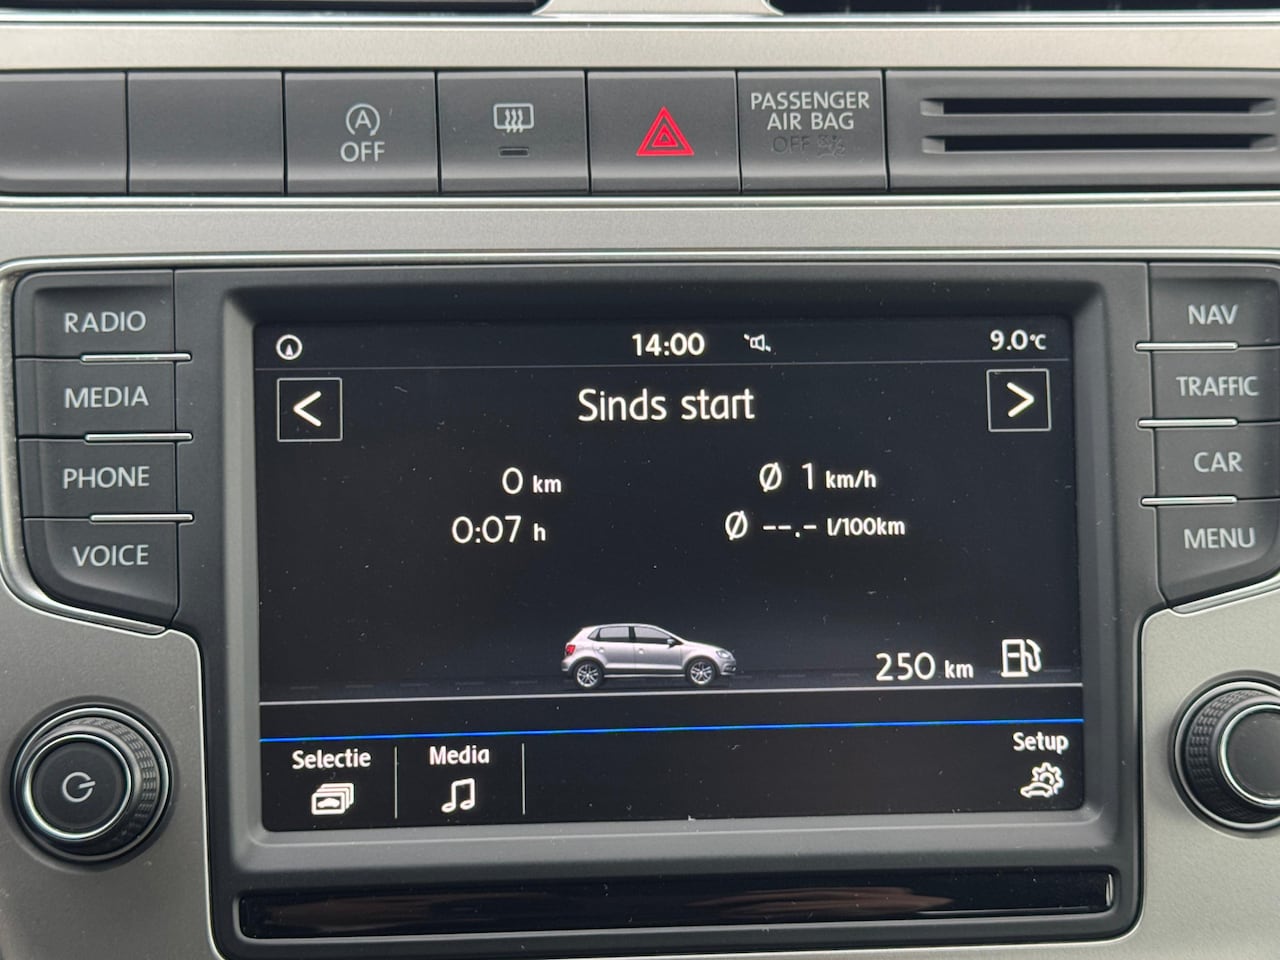 A
OFF
PASSENGER
AIR BAG
OFF
RADIO
MEDIA
PHONE
VOICE
14:00
9.0°C
<
Sinds start
>
0 km
Ø 1 km/h
0:07 h
Ø --.- l/100km
250 km
Selectie
Media
Setup
NAV
TRAFFIC
CAR
MENU